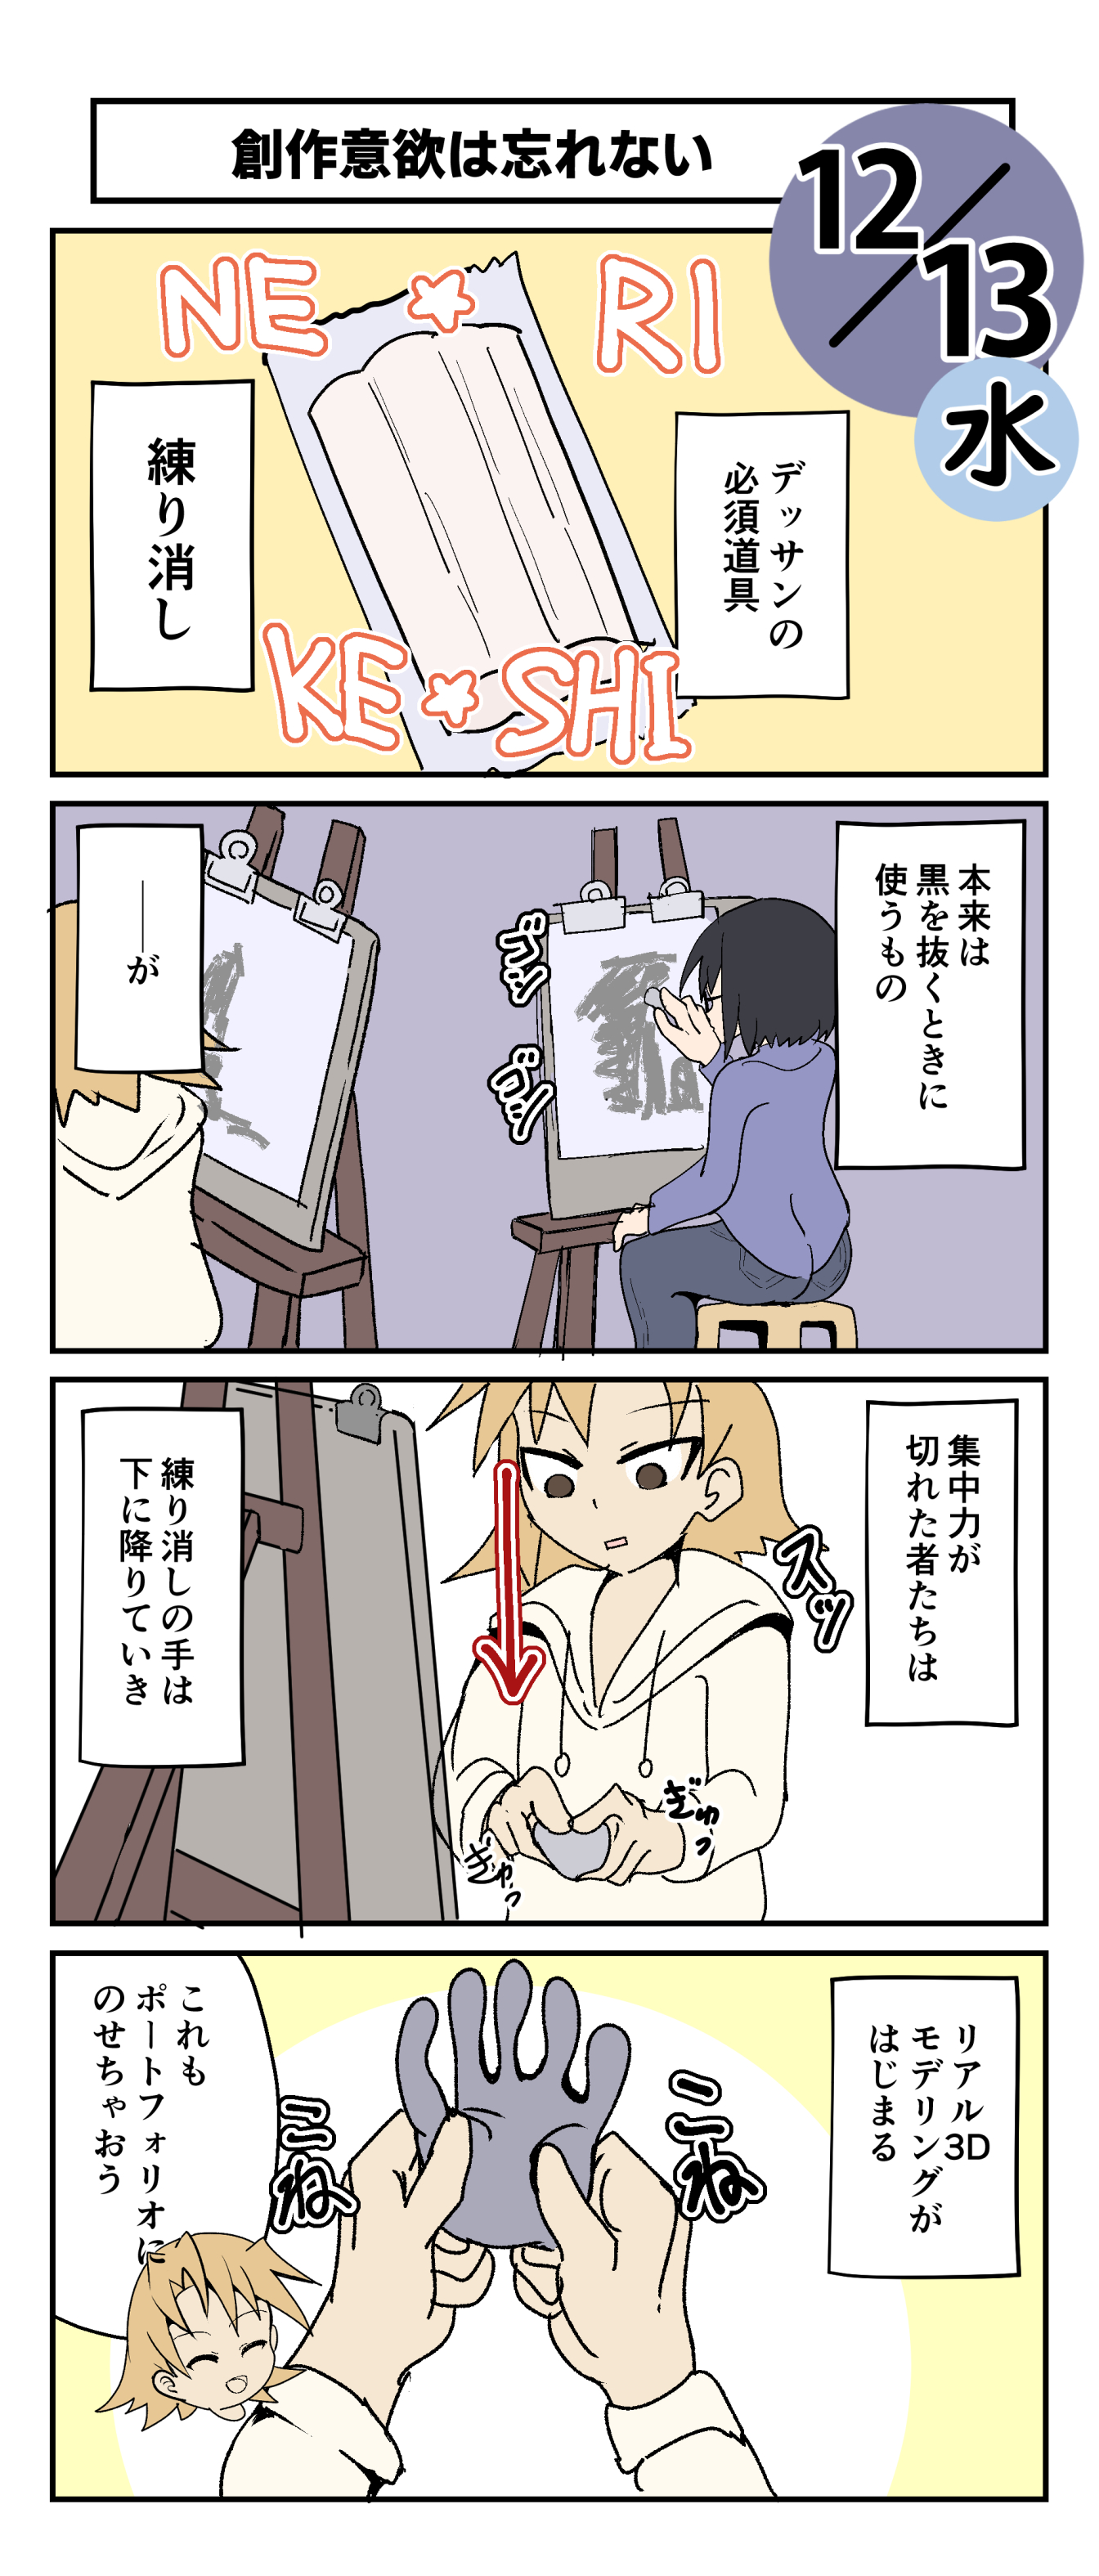 創作意欲は忘れない
12/13
水
NE★RI
KE★SHI
デッサンの
必須道具
練り消し
本来は
黒を抜くときに
使うもの
ゴシ
ゴシ
──が
集中力が
切れた者たちは
スッ
ぎゅっ
ぎゅっ
練り消しの手は
下に降りていき
リアル3D
モデリングが
はじまる
こね
こね
これも
ポートフォリオに
のせちゃおう